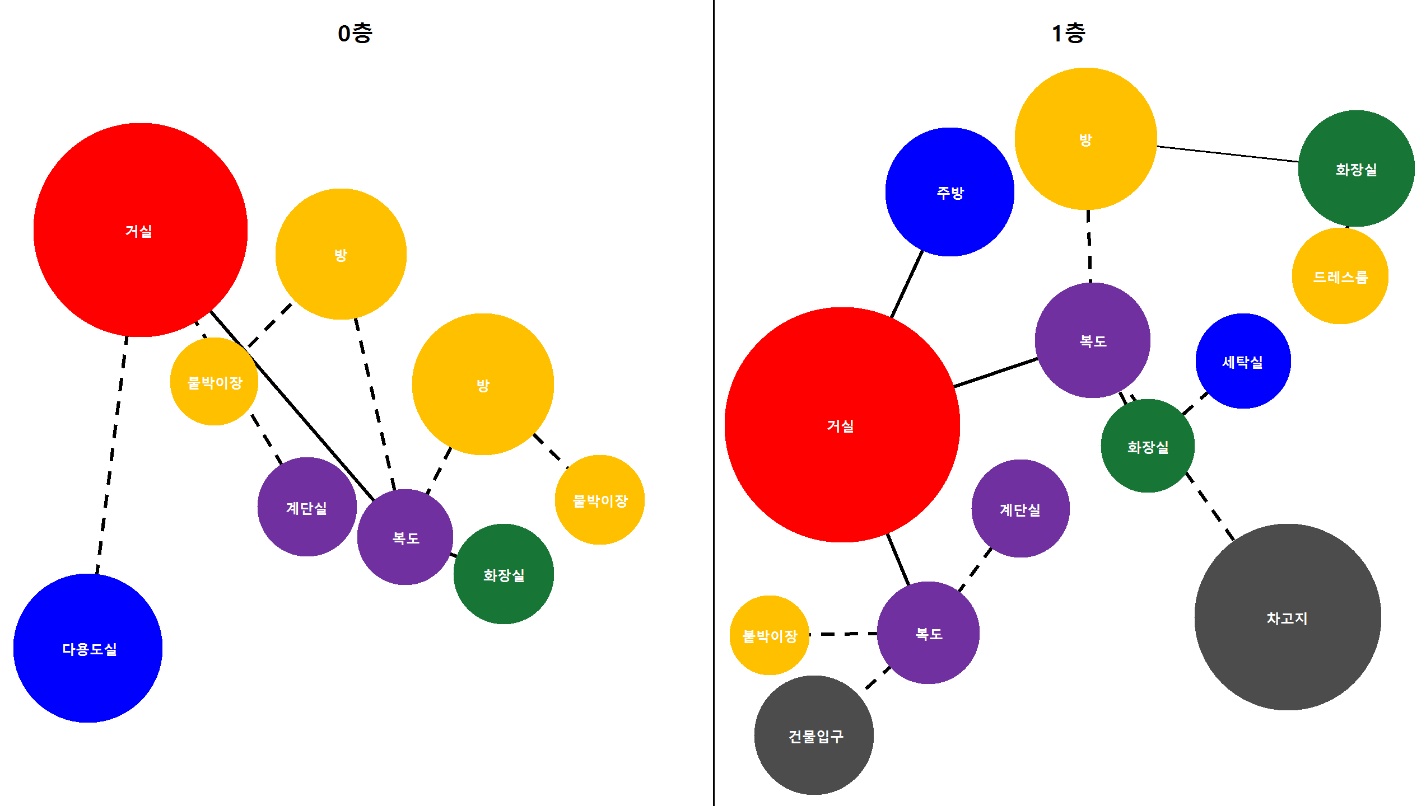 0층
거실
방
붙박이장
방
붙박이장
계단실
복도
화장실
다용도실
1층
방
화장실
주방
드레스룸
복도
세탁실
거실
화장실
계단실
차고지
붙박이장
복도
건물입구